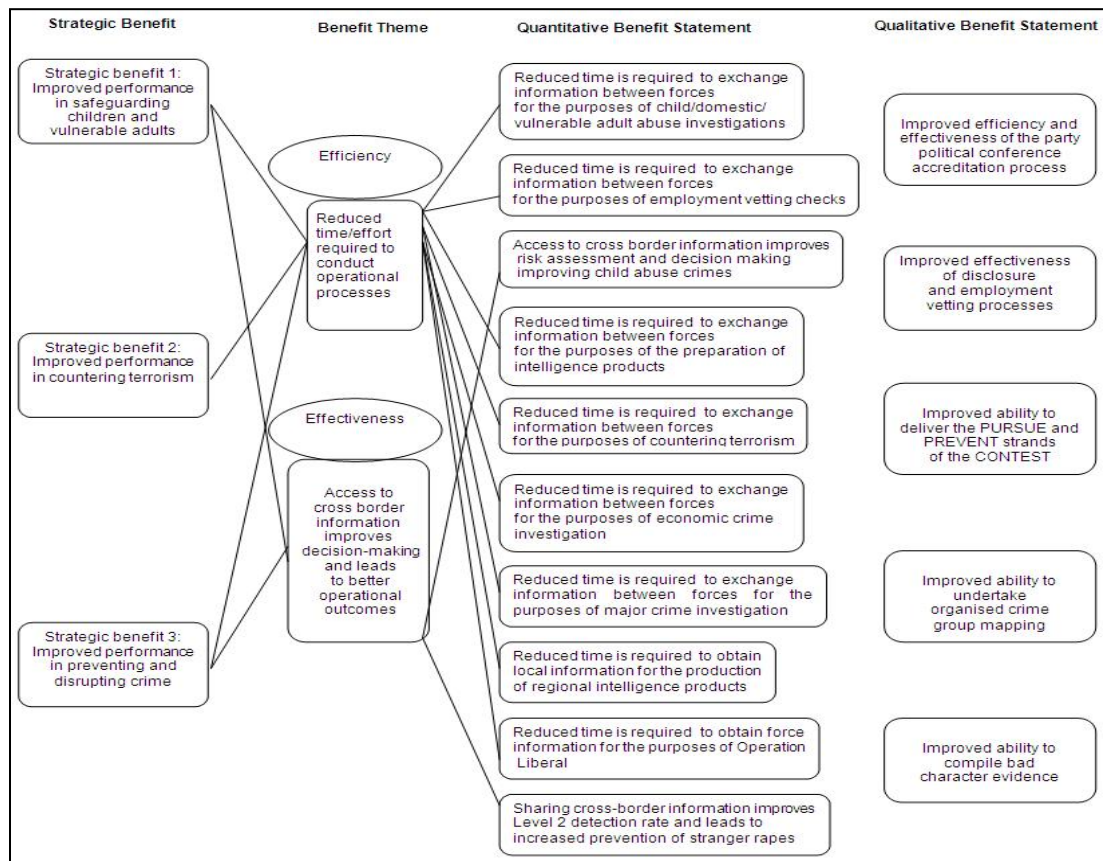 Strategic Benefit
Benefit Theme
Quantitative Benefit Statement
Qualitative Benefit Statement
Strategic benefit 1:
Improved performance
in safeguarding
children and
vulnerable adults
Strategic benefit 2:
Improved performance
in countering terrorism
Strategic benefit 3:
Improved performance
in preventing and
disrupting crime
Efficiency
Reduced
time/effort
required to
conduct
operational
processes
Effectiveness
Access to
cross border
information
improves
decision-making
and leads
to better
operational
outcomes
Reduced time is required to exchange
information between forces
for the purposes of child/domestic/
vulnerable adult abuse investigations
Reduced time is required to exchange
information between forces
for the purposes of employment vetting checks
Access to cross border information improves
risk assessment and decision making
improving child abuse crimes
Reduced time is required to exchange
information between forces
for the purposes of the preparation of
intelligence products
Reduced time is required to exchange
information between forces
for the purposes of countering terrorism
Reduced time is required to exchange
information between forces
for the purposes of economic crime
investigation
Reduced time is required to exchange
information between forces for the
purposes of major crime investigation
Reduced time is required to obtain
local information for the production
of regional intelligence products
Reduced time is required to obtain force
information for the purposes of Operation
Liberal
Sharing cross-border information improves
Level 2 detection rate and leads to
increased prevention of stranger rapes
Improved efficiency and
effectiveness of the party
political conference
accreditation process
Improved effectiveness
of disclosure
and employment
vetting processes
Improved ability to
deliver the PURSUE and
PREVENT strands
of the CONTEST
Improved ability to
undertake
organised crime
group mapping
Improved ability to
compile bad
character evidence